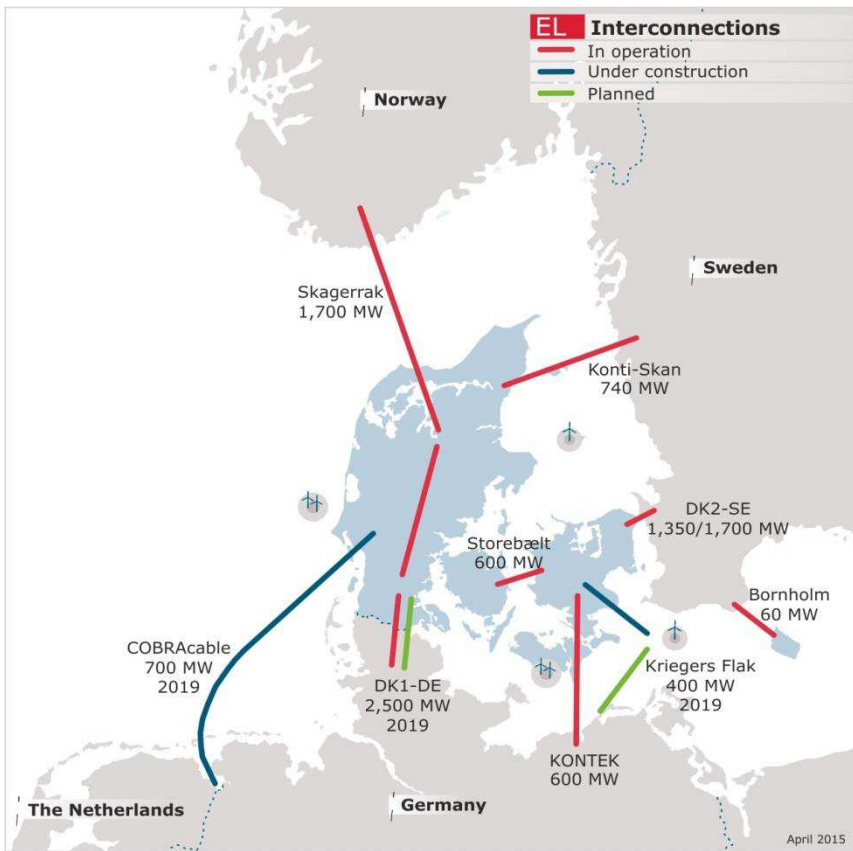 EL Interconnections
In operation
Under construction
Planned
Norway
Sweden
Skagerrak
1,700 MW
Konti-Skan
740 MW
DK2-SE
1,350/1,700 MW
Storebælt
600 MW
Bornholm
60 MW
COBRAcable
700 MW
2019
Kriegers Flak
400 MW
2019
DK1-DE
2,500 MW
2019
KONTEK
600 MW
The Netherlands
Germany
April 2015